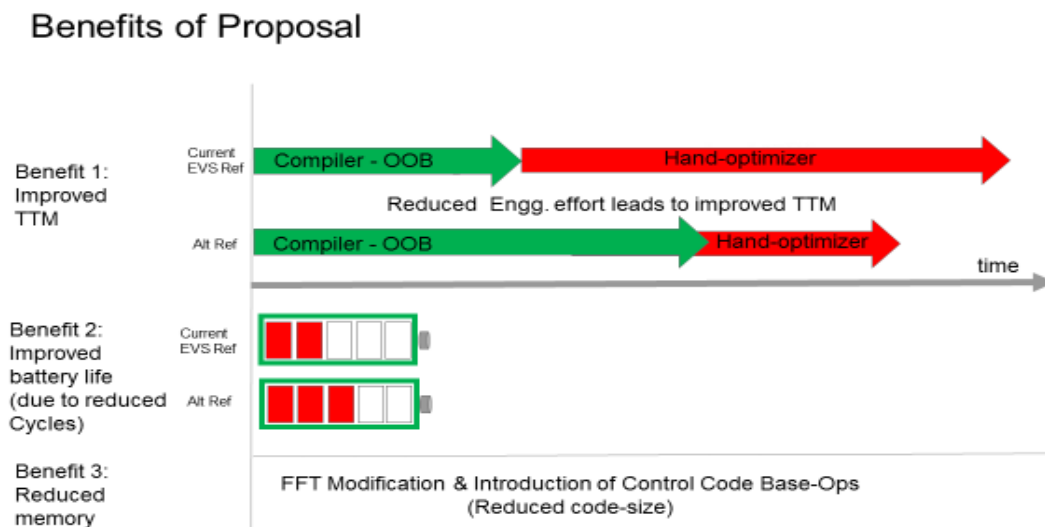 Benefits of Proposal
Benefit 1:
Improved
TTM
Current
EVS Ref
Compiler - OOB
Hand-optimizer
Reduced Engg. effort leads to improved TTM
Alt Ref
Compiler - OOB
Hand-optimizer
time
Benefit 2:
Improved
battery life
(due to reduced
Cycles)
Current
EVS Ref
Alt Ref
Benefit 3:
Reduced
memory
FFT Modification & Introduction of Control Code Base-Ops
(Reduced code-size)